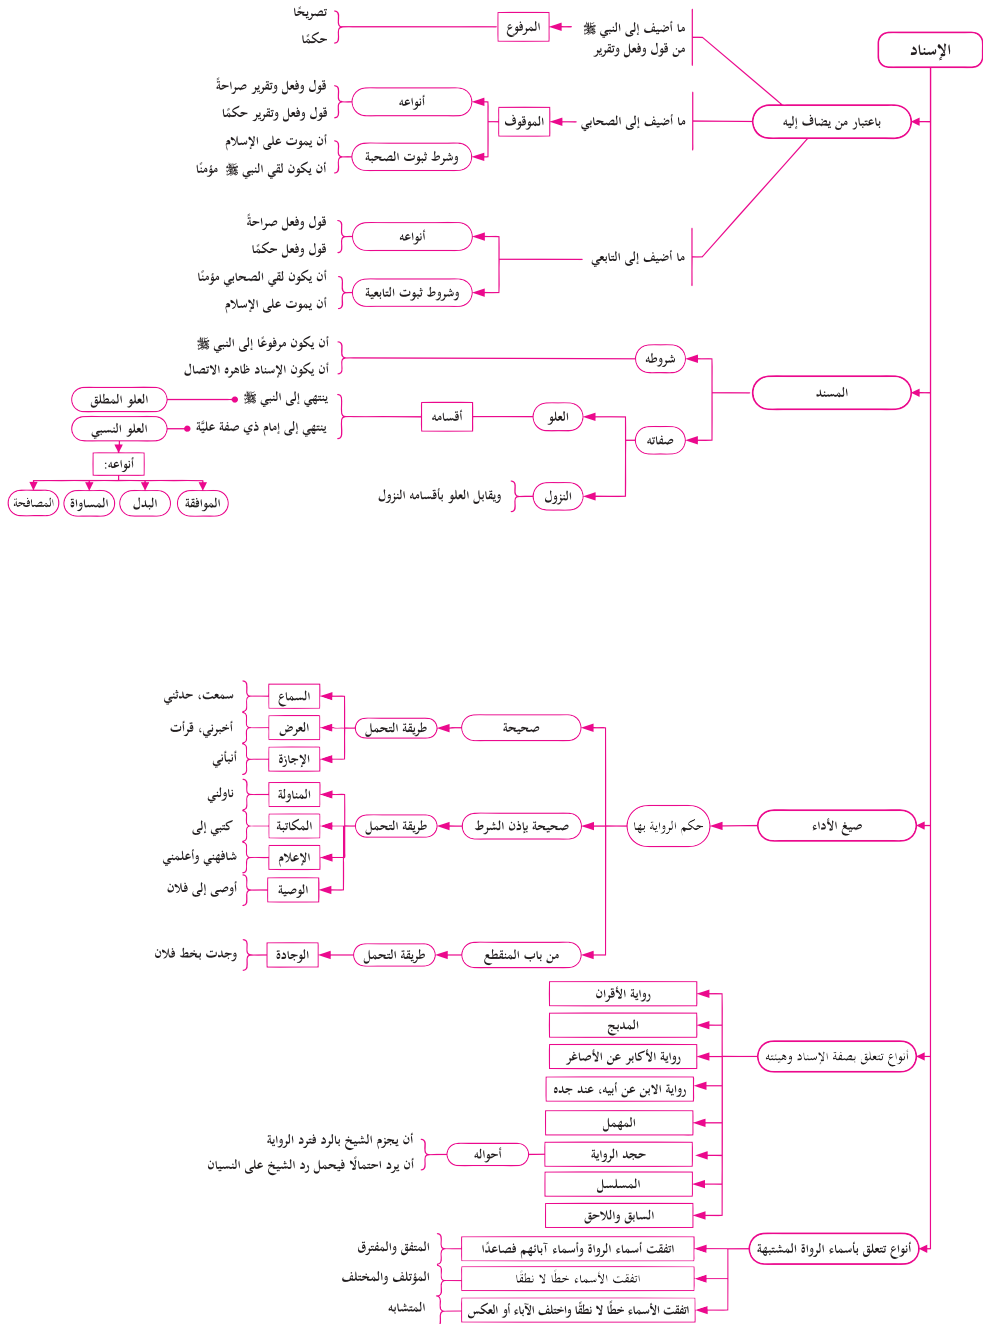 الإسناد
باعتبار من يضاف إليه
ما أضيف إلى النبي ﷺ
من قول وفعل وتقرير
المرفوع
تصريحًا
حكمًا
ما أضيف إلى الصحابي
الموقوف
أنواعه
قول وفعل وتقرير صراحةً
قول وفعل وتقرير حكمًا
وشرط ثبوت الصحبة
أن يموت على الإسلام
أن يكون لقي النبي ﷺ مؤمنًا
ما أضيف إلى التابعي
أنواعه
قول وفعل صراحةً
قول وفعل حكمًا
وشروط ثبوت التابعية
أن يكون لقي الصحابي مؤمنًا
أن يموت على الإسلام
المسند
شروطه
أن يكون مرفوعًا إلى النبي ﷺ
أن يكون الإسناد ظاهره الاتصال
صفاته
العلو
أقسامه
ينتهي إلى النبي ﷺ
العلو المطلق
ينتهي إلى إمام ذي صفة عليَّة
العلو النسبي
أنواعه:
الموافقة
البدل
المساواة
المصافحة
النزول
ويقابل العلو بأقسامه النزول
صيغ الأداء
حكم الرواية بها
صحيحة
طريقة التحمل
السماع
سمعت، حدثني
العرض
أخبرني، قرأت
الإجازة
أنبأني
صحيحة بإذن الشرط
طريقة التحمل
المناولة
ناولني
المكاتبة
كتبي إلى
الإعلام
شافهني وأعلمني
الوصية
أوصى إلى فلان
من باب المنقطع
طريقة التحمل
الوجادة
وجدت بخط فلان
أنواع تتعلق بصفة الإسناد وهيئته
رواية الأقران
المدبج
رواية الأكابر عن الأصاغر
رواية الابن عن أبيه، عند جده
المهمل
حجد الرواية
أحواله
أن يجزم الشيخ بالرد فترد الرواية
أن يرد احتمالًا فيحمل رد الشيخ على النسيان
المسلسل
السابق واللاحق
أنواع تتعلق بأسماء الرواة المشتبهة
اتفقت أسماء الرواة وأسماء آبائهم فصاعدًا
المتفق والمفترق
اتفقت الأسماء خطًا لا نطقًا
المؤتلف والمختلف
اتفقت الأسماء خطًا لا نطقًا واختلف الآباء أو العكس
المتشابه